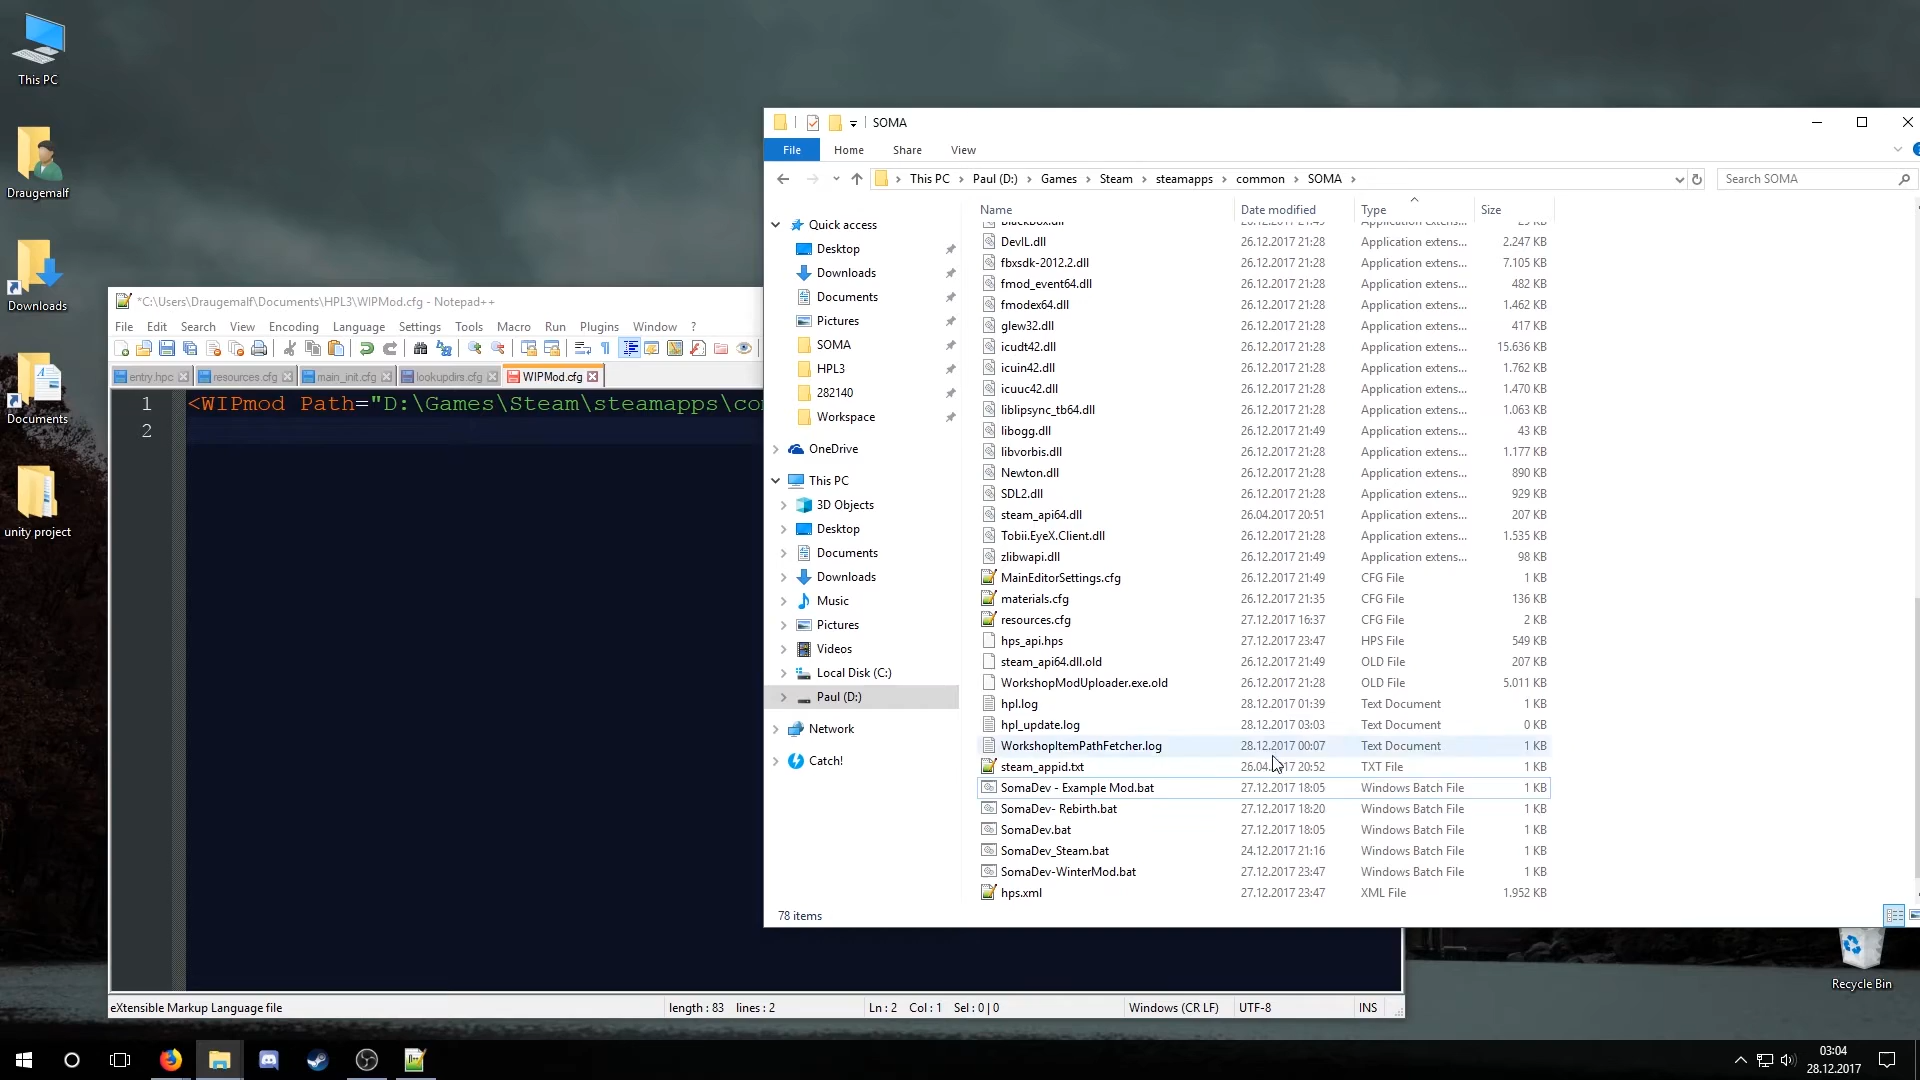 This PC
Draugemalf
Downloads
Documents
unity project
Recycle Bin
*C:\Users\Draugemalf\Documents\HPL3\WIPMod.cfg - Notepad++
File Edit Search View Encoding Language Settings Tools Macro Run Plugins Window ?
entry.hpc resources.cfg main_init.cfg lookupdirs.cfg WIPMod.cfg
1 <WIPmod Path="D:\Games\Steam\steamapps\co
2
eXtensible Markup Language file length : 83 lines : 2 Ln : 2 Col : 1 Sel : 0 | 0 Windows (CR LF) UTF-8 INS
SOMA
File Home Share View
This PC > Paul (D:) > Games > Steam > steamapps > common > SOMA >
Search SOMA
Quick access
Desktop
Downloads
Documents
Pictures
SOMA
HPL3
282140
Workspace
OneDrive
This PC
3D Objects
Desktop
Documents
Downloads
Music
Pictures
Videos
Local Disk (C:)
Paul (D:)
Network
Catch!
Name Date modified Type Size
DevIL.dll 26.12.2017 21:28 Application extens... 2.247 KB
fbxsdk-2012.2.dll 26.12.2017 21:28 Application extens... 7.105 KB
fmod_event64.dll 26.12.2017 21:28 Application extens... 482 KB
fmodex64.dll 26.12.2017 21:28 Application extens... 1.462 KB
glew32.dll 26.12.2017 21:28 Application extens... 417 KB
icudt42.dll 26.12.2017 21:28 Application extens... 15.636 KB
icuin42.dll 26.12.2017 21:28 Application extens... 1.762 KB
icuuc42.dll 26.12.2017 21:28 Application extens... 1.470 KB
liblipsync_tb64.dll 26.12.2017 21:28 Application extens... 1.063 KB
libogg.dll 26.12.2017 21:49 Application extens... 43 KB
libvorbis.dll 26.12.2017 21:28 Application extens... 1.177 KB
Newton.dll 26.12.2017 21:28 Application extens... 890 KB
SDL2.dll 26.12.2017 21:28 Application extens... 929 KB
steam_api64.dll 26.04.2017 20:51 Application extens... 207 KB
Tobii.EyeX.Client.dll 26.12.2017 21:28 Application extens... 1.535 KB
zlibwapi.dll 26.12.2017 21:49 Application extens... 98 KB
MainEditorSettings.cfg 26.12.2017 21:49 CFG File 1 KB
materials.cfg 26.12.2017 21:35 CFG File 136 KB
resources.cfg 27.12.2017 16:37 CFG File 2 KB
hps_api.hps 27.12.2017 23:47 HPS File 549 KB
steam_api64.dll.old 26.12.2017 21:49 OLD File 207 KB
WorkshopModUploader.exe.old 26.12.2017 21:28 OLD File 5.011 KB
hpl.log 28.12.2017 01:39 Text Document 1 KB
hpl_update.log 28.12.2017 03:03 Text Document 0 KB
WorkshopItemPathFetcher.log 28.12.2017 00:07 Text Document 1 KB
steam_appid.txt 26.04.2017 20:52 TXT File 1 KB
SomaDev - Example Mod.bat 27.12.2017 18:05 Windows Batch File 1 KB
SomaDev- Rebirth.bat 27.12.2017 18:20 Windows Batch File 1 KB
SomaDev.bat 27.12.2017 18:05 Windows Batch File 1 KB
SomaDev_Steam.bat 24.12.2017 21:16 Windows Batch File 1 KB
SomaDev-WinterMod.bat 27.12.2017 23:47 Windows Batch File 1 KB
hps.xml 27.12.2017 23:47 XML File 1.952 KB
78 items
03:04
28.12.2017